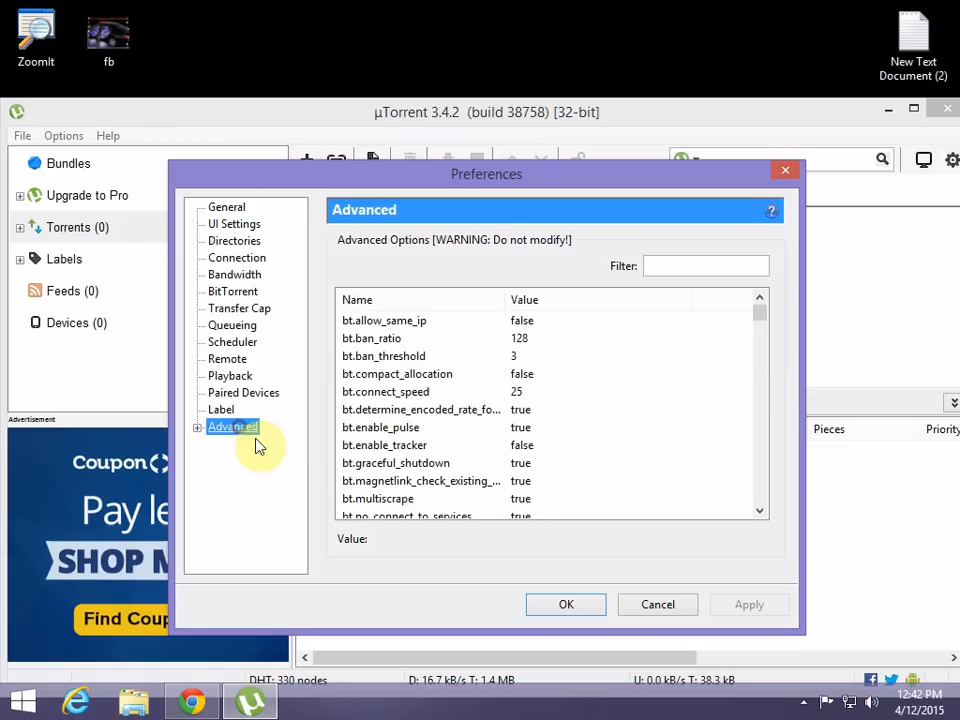 ZoomIt
fb
New Text
Document (2)
µTorrent 3.4.2 (build 38758) [32-bit]
File Options Help
Bundles
Upgrade to Pro
Torrents (0)
Labels
Feeds (0)
Devices (0)
Advertisement
Coupon
Pay le
SHOP M
Find Coup
Preferences
General
UI Settings
Directories
Connection
Bandwidth
BitTorrent
Transfer Cap
Queueing
Scheduler
Remote
Playback
Paired Devices
Label
Advanced
Advanced
?
Advanced Options [WARNING: Do not modify!]
Filter:
Name Value
bt.allow_same_ip false
bt.ban_ratio 128
bt.ban_threshold 3
bt.compact_allocation false
bt.connect_speed 25
bt.determine_encoded_rate_fo... true
bt.enable_pulse true
bt.enable_tracker false
bt.graceful_shutdown true
bt.magnetlink_check_existing_... true
bt.multiscrape true
bt.no_connect_to_services true
Value:
OK Cancel Apply
Pieces Priority
DHT: 330 nodes D: 16.7 kB/s T: 1.4 MB U: 0.0 kB/s T: 38.3 kB
12:42 PM
4/12/2015